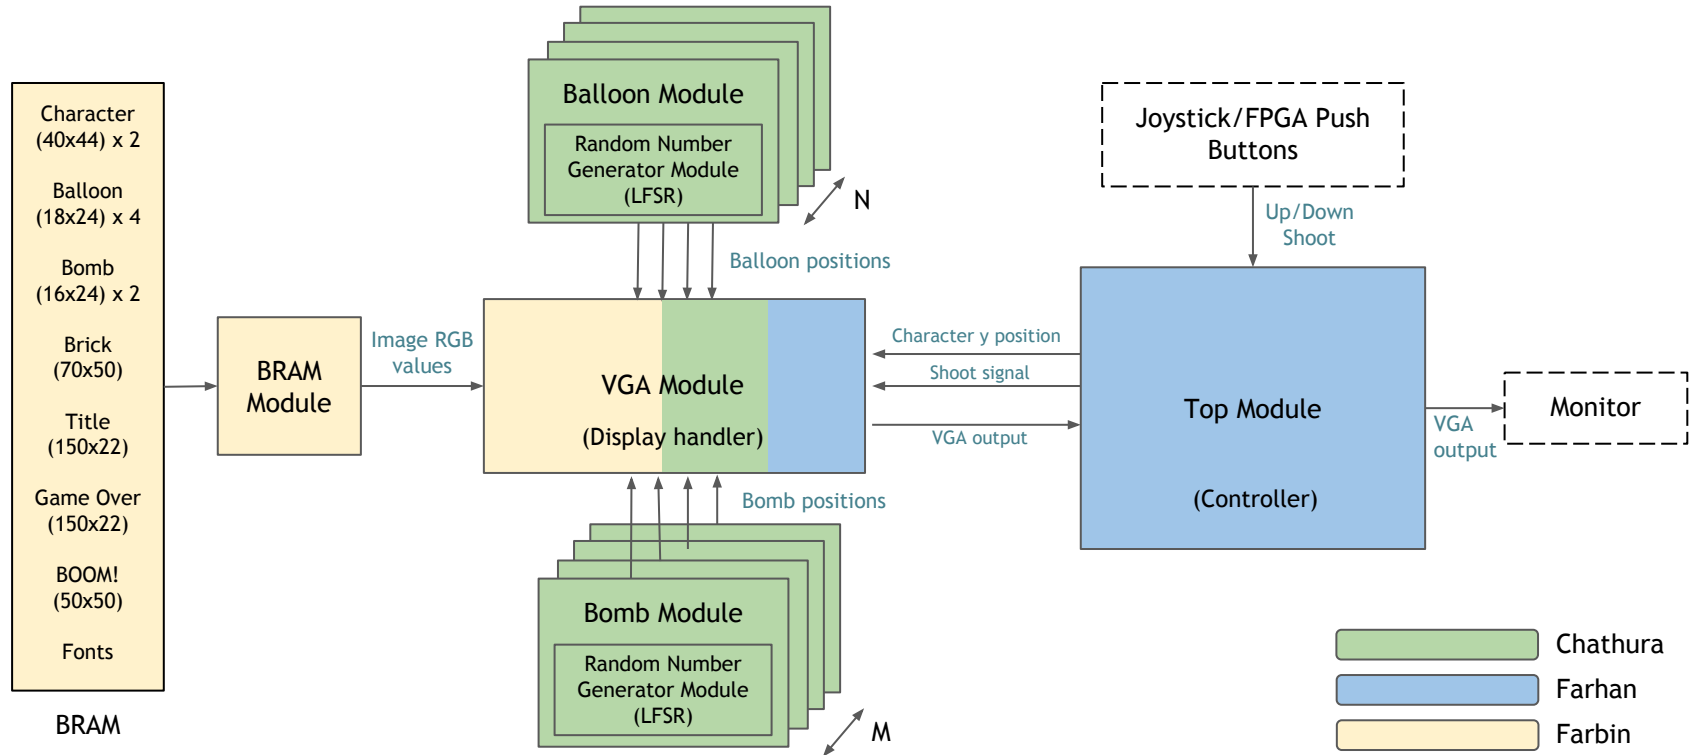 Character
(40x44) x 2
Balloon
(18x24) x 4
Bomb
(16x24) x 2
Brick
(70x50)
Title
(150x22)
Game Over
(150x22)
BOOM!
(50x50)
Fonts
BRAM
BRAM
Module
Image RGB
values
Balloon Module
Random Number
Generator Module
(LFSR)
N
Balloon positions
VGA Module
(Display handler)
Bomb positions
Bomb Module
Random Number
Generator Module
(LFSR)
M
Character y position
Shoot signal
VGA output
Joystick/FPGA Push
Buttons
Up/Down
Shoot
Top Module
(Controller)
VGA
output
Monitor
Chathura
Farhan
Farbin